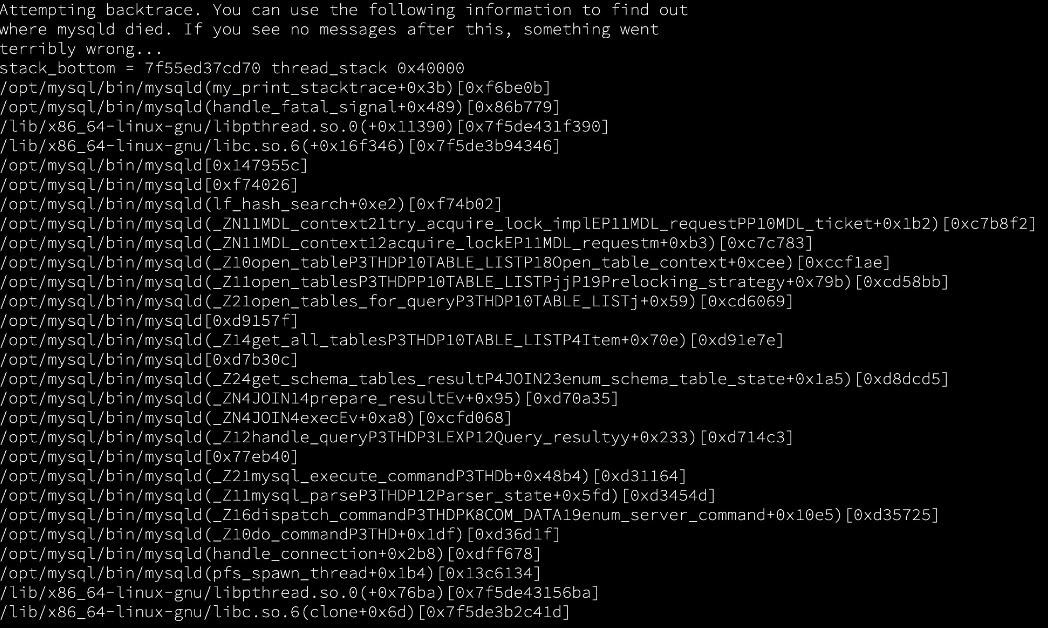 Attempting backtrace. You can use the following information to find out
where mysqld died. If you see no messages after this, something went
terribly wrong...
stack_bottom = 7f55ed37cd70 thread_stack 0x40000
/opt/mysql/bin/mysqld(my_print_stacktrace+0x3b)[0xf6be0b]
/opt/mysql/bin/mysqld(handle_fatal_signal+0x489)[0x86b779]
/lib/x86_64-linux-gnu/libpthread.so.0(+0x11390)[0x7f5de431f390]
/lib/x86_64-linux-gnu/libc.so.6(+0x16f346)[0x7f5de3b94346]
/opt/mysql/bin/mysqld[0x147955c]
/opt/mysql/bin/mysqld[0xf74026]
/opt/mysql/bin/mysqld(lf_hash_search+0xe2)[0xf74b02]
/opt/mysql/bin/mysqld(_ZN11MDL_context21try_acquire_lock_implEP11MDL_requestPP10MDL_ticket+0x1b2)[0xc7b8f2]
/opt/mysql/bin/mysqld(_ZN11MDL_context12acquire_lockEP11MDL_requestm+0xb3)[0xc7c783]
/opt/mysql/bin/mysqld(_Z10open_tableP3THDP10TABLE_LISTP18Open_table_context+0xcee)[0xccf1ae]
/opt/mysql/bin/mysqld(_Z11open_tablesP3THDPP10TABLE_LISTPjjP19Prelocking_strategy+0x79b)[0xcd58bb]
/opt/mysql/bin/mysqld(_Z21open_tables_for_queryP3THDP10TABLE_LISTj+0x59)[0xcd6069]
/opt/mysql/bin/mysqld[0xd9157f]
/opt/mysql/bin/mysqld(_Z14get_all_tablesP3THDP10TABLE_LISTP4Item+0x70e)[0xd91e7e]
/opt/mysql/bin/mysqld[0xd7b30c]
/opt/mysql/bin/mysqld(_Z24get_schema_tables_resultP4JOIN23enum_schema_table_state+0x1a5)[0xd8dcd5]
/opt/mysql/bin/mysqld(_ZN4JOIN14prepare_resultEv+0x95)[0xd70a35]
/opt/mysql/bin/mysqld(_ZN4JOIN4execEv+0xa8)[0xcfd068]
/opt/mysql/bin/mysqld(_Z12handle_queryP3THDP3LEXP12Query_resultyy+0x233)[0xd714c3]
/opt/mysql/bin/mysqld[0x77eb40]
/opt/mysql/bin/mysqld(_Z21mysql_execute_commandP3THDb+0x48b4)[0xd31164]
/opt/mysql/bin/mysqld(_Z11mysql_parseP3THDP12Parser_state+0x5fd)[0xd3454d]
/opt/mysql/bin/mysqld(_Z16dispatch_commandP3THDPK8COM_DATA19enum_server_command+0x10e5)[0xd35725]
/opt/mysql/bin/mysqld(_Z10do_commandP3THD+0x1df)[0xd36d1f]
/opt/mysql/bin/mysqld(handle_connection+0x2b8)[0xdff678]
/opt/mysql/bin/mysqld(pfs_spawn_thread+0x1b4)[0x13c6134]
/lib/x86_64-linux-gnu/libpthread.so.0(+0x76ba)[0x7f5de43156ba]
/lib/x86_64-linux-gnu/libc.so.6(clone+0x6d)[0x7f5de3b2c41d]